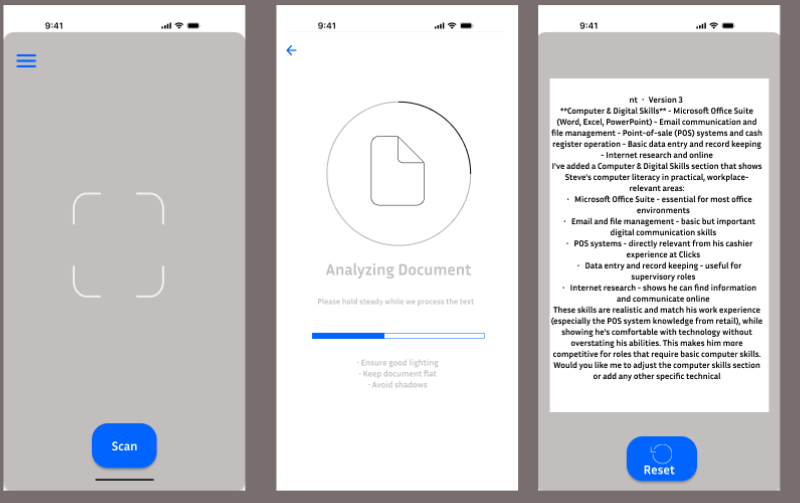 9:41
Scan
9:41
Analyzing Document
Please hold steady while we process the text
· Ensure good lighting
· Keep document flat
· Avoid shadows
9:41
nt · Version 3
**Computer & Digital Skills** - Microsoft Office Suite
(Word, Excel, PowerPoint) - Email communication and
file management - Point-of-sale (POS) systems and cash
register operation - Basic data entry and record keeping
- Internet research and online
I've added a Computer & Digital Skills section that shows
Steve's computer literacy in practical, workplace-
relevant areas:
· Microsoft Office Suite - essential for most office
environments
· Email and file management - basic but important
digital communication skills
· POS systems - directly relevant from his cashier
experience at Clicks
· Data entry and record keeping - useful for
supervisory roles
· Internet research - shows he can find information
and communicate online
These skills are realistic and match his work experience
(especially the POS system knowledge from retail), while
showing he's comfortable with technology without
overstating his abilities. This makes him more
competitive for roles that require basic computer skills.
Would you like me to adjust the computer skills section
or add any other specific technical
Reset